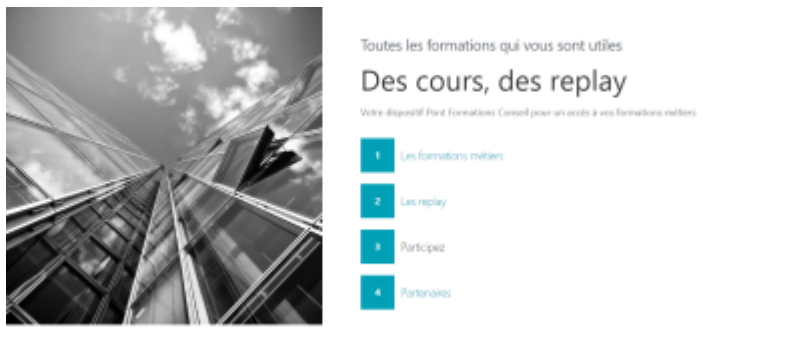 Toutes les formations qui vous sont utiles
Des cours, des replay
Votre dispositif Pont Formations Conseil pour un accès à vos formations métiers
1 Les formations métiers
2 Les replay
3 Participez
4 Partenaires